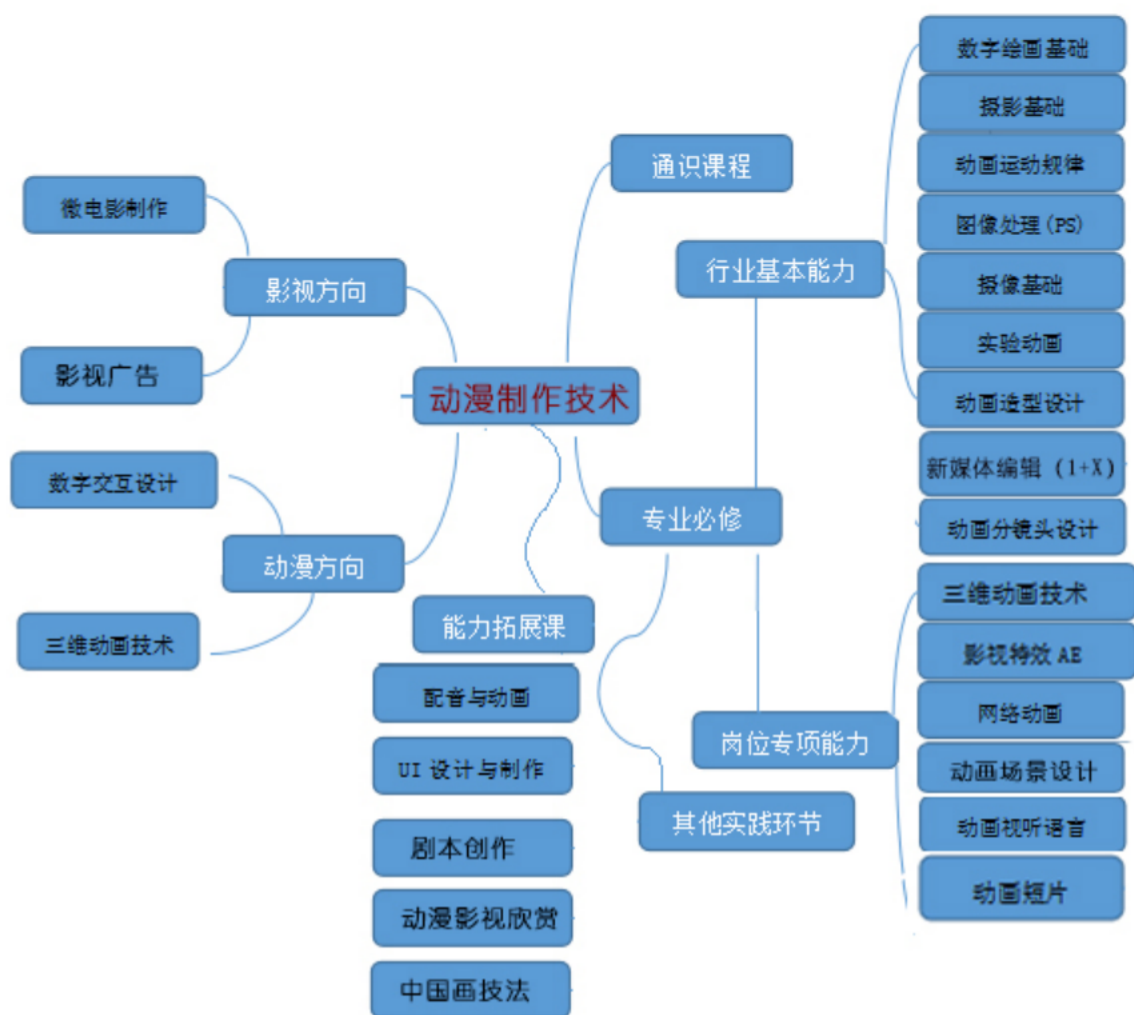 动漫制作技术
通识课程
专业必修
行业基本能力
数字绘画基础
摄影基础
动画运动规律
图像处理(PS)
摄像基础
实验动画
动画造型设计
新媒体编辑（1+X）
动画分镜头设计
岗位专项能力
三维动画技术
影视特效 AE
网络动画
动画场景设计
动画视听语言
动画短片
其他实践环节
能力拓展课
配音与动画
UI 设计与制作
剧本创作
动漫影视欣赏
中国画技法
影视方向
微电影制作
影视广告
动漫方向
数字交互设计
三维动画技术